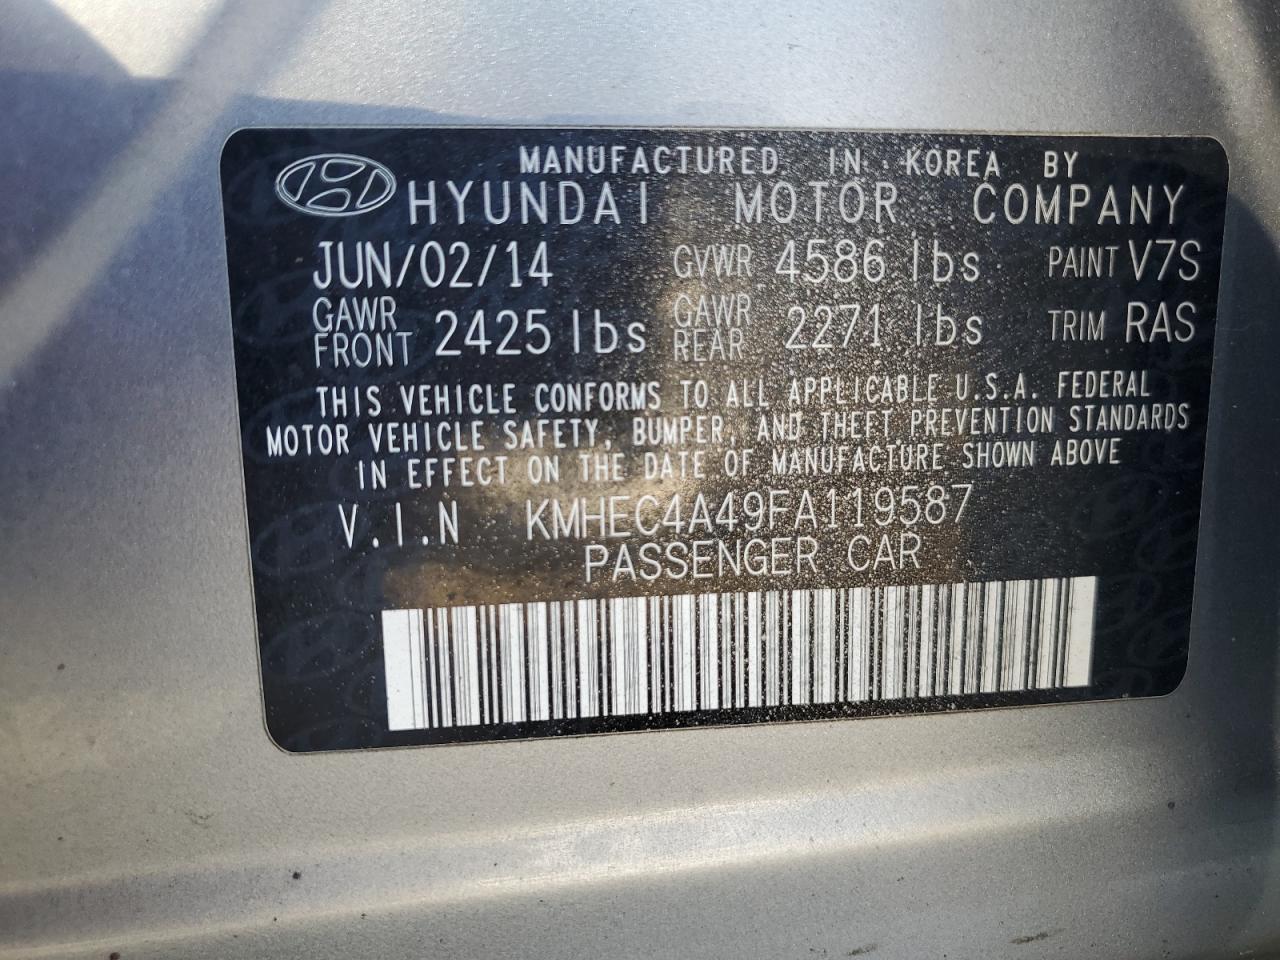 MANUFACTURED IN KOREA BY
HYUNDAI MOTOR COMPANY
JUN/02/14 GVWR 4586 lbs PAINT V7S
GAWR FRONT 2425 lbs GAWR REAR 2271 lbs TRIM RAS
THIS VEHICLE CONFORMS TO ALL APPLICABLE U.S.A. FEDERAL
MOTOR VEHICLE SAFETY, BUMPER, AND THEFT PREVENTION STANDARDS
IN EFFECT ON THE DATE OF MANUFACTURE SHOWN ABOVE
V.I.N KMHEC4A49FA119587
PASSENGER CAR